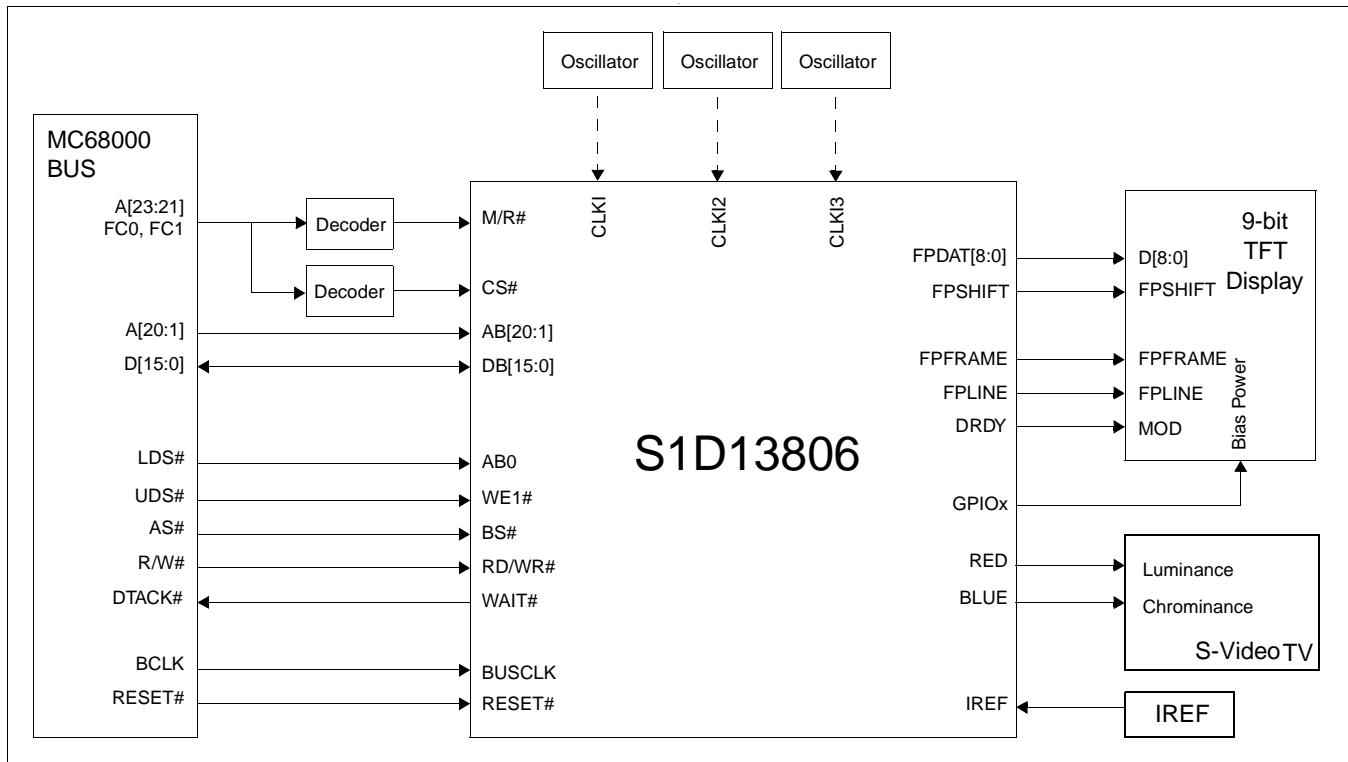 Oscillator
Oscillator
Oscillator
MC68000
BUS
A[23:21]
FC0, FC1
Decoder
Decoder
A[20:1]
D[15:0]
LDS#
UDS#
AS#
R/W#
DTACK#
BCLK
RESET#
M/R#
CS#
AB[20:1]
DB[15:0]
AB0
WE1#
BS#
RD/WR#
WAIT#
BUSCLK
RESET#
CLKI
CLKI2
CLKI3
S1D13806
FPDAT[8:0]
FPSHIFT
FPFRAME
FPLINE
DRDY
GPIOx
RED
BLUE
IREF
9-bit
TFT
Display
D[8:0]
FPSHIFT
FPFRAME
FPLINE
MOD
Bias Power
Luminance
Chrominance
S-Video TV
IREF